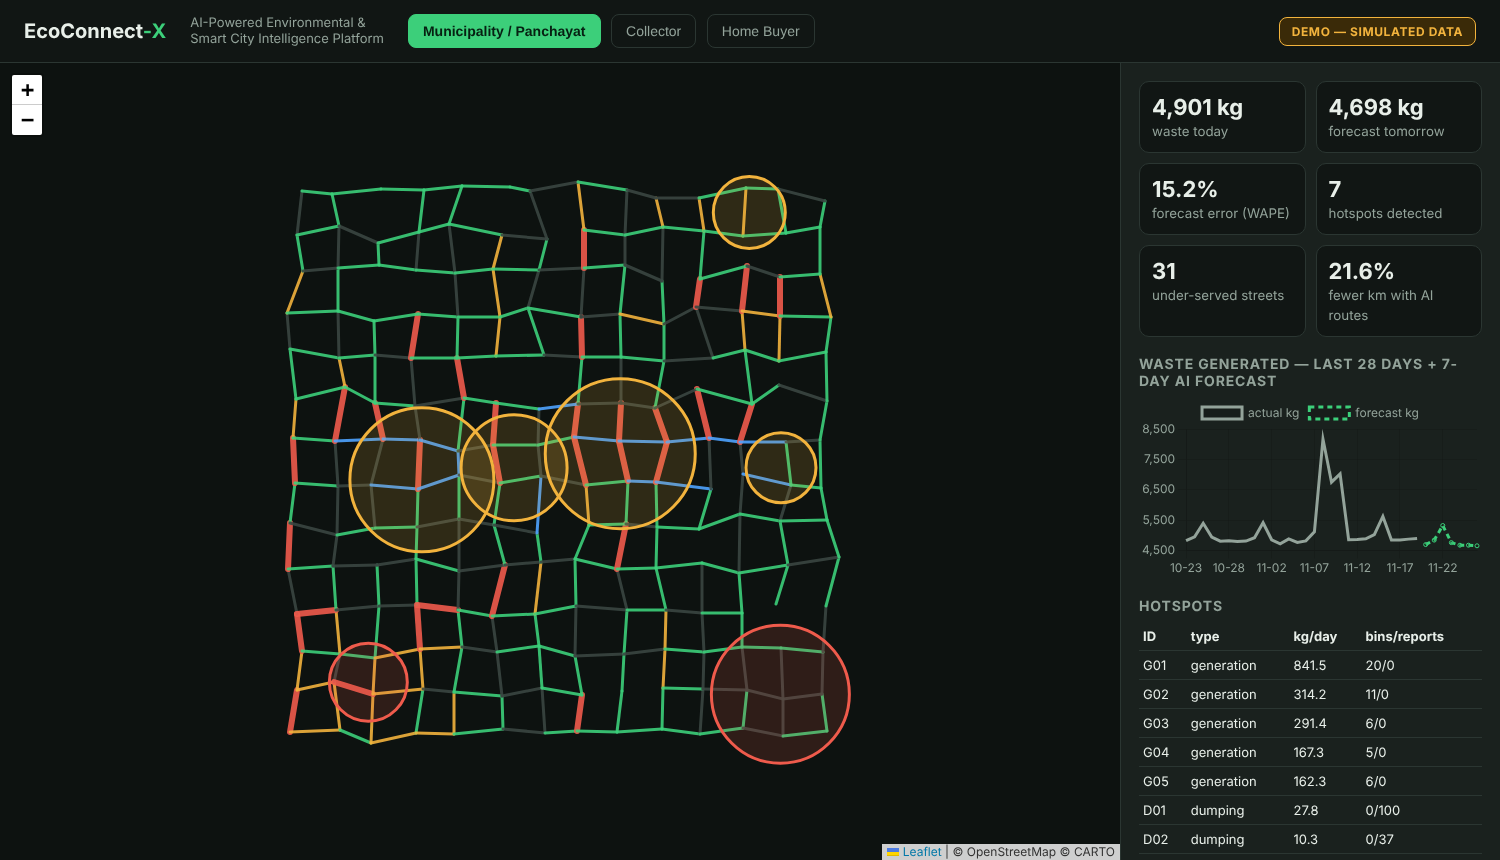 EcoConnect-X
AI-Powered Environmental &
Smart City Intelligence Platform
Municipality / Panchayat
Collector
Home Buyer
DEMO — SIMULATED DATA
+
−
4,901 kg
waste today
4,698 kg
forecast tomorrow
15.2%
forecast error (WAPE)
7
hotspots detected
31
under-served streets
21.6%
fewer km with AI
routes
WASTE GENERATED — LAST 28 DAYS + 7-
DAY AI FORECAST
actual kg forecast kg
8,500
7,500
6,500
5,500
4,500
10-23 10-28 11-02 11-07 11-12 11-17 11-22
HOTSPOTS
ID type kg/day bins/reports
G01 generation 841.5 20/0
G02 generation 314.2 11/0
G03 generation 291.4 6/0
G04 generation 167.3 5/0
G05 generation 162.3 6/0
D01 dumping 27.8 0/100
D02 dumping 10.3 0/37
Leaflet | © OpenStreetMap © CARTO